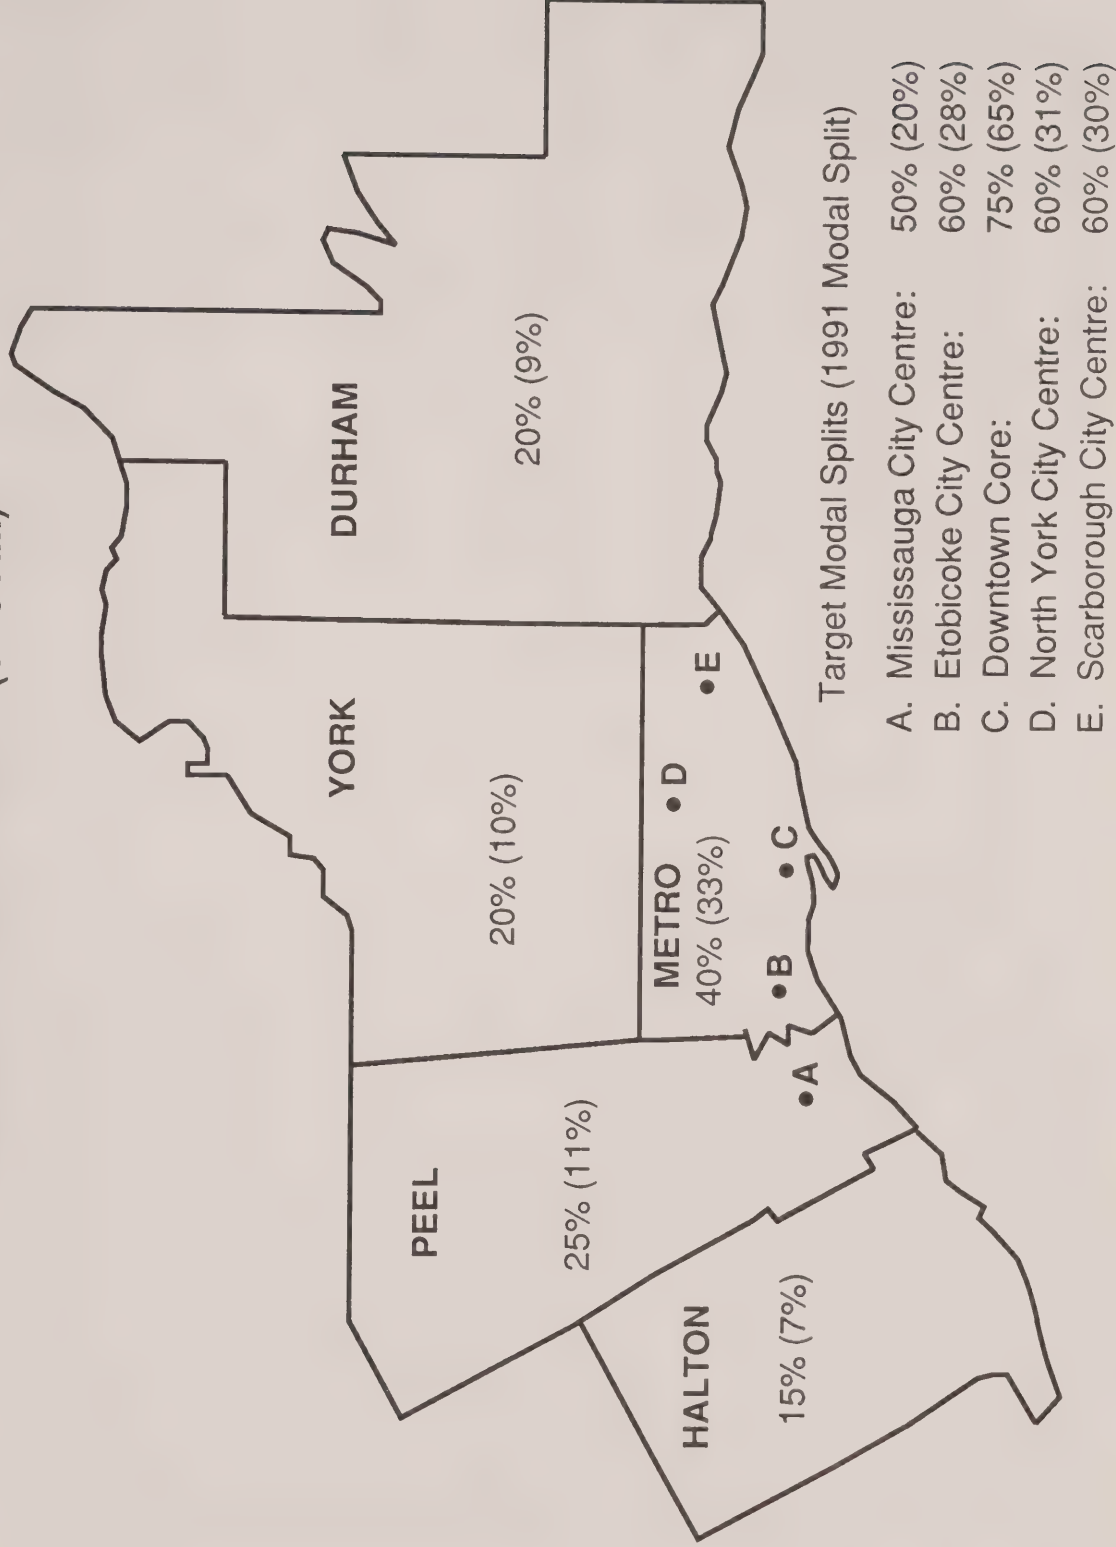 DURHAM
20% (9%)
YORK
20% (10%)
METRO
40% (33%)
PEEL
25% (11%)
HALTON
15% (7%)
A
B
C
D
E
Target Modal Splits (1991 Modal Split)
A. Mississauga City Centre: 50% (20%)
B. Etobicoke City Centre: 60% (28%)
C. Downtown Core: 75% (65%)
D. North York City Centre: 60% (31%)
E. Scarborough City Centre: 60% (30%)